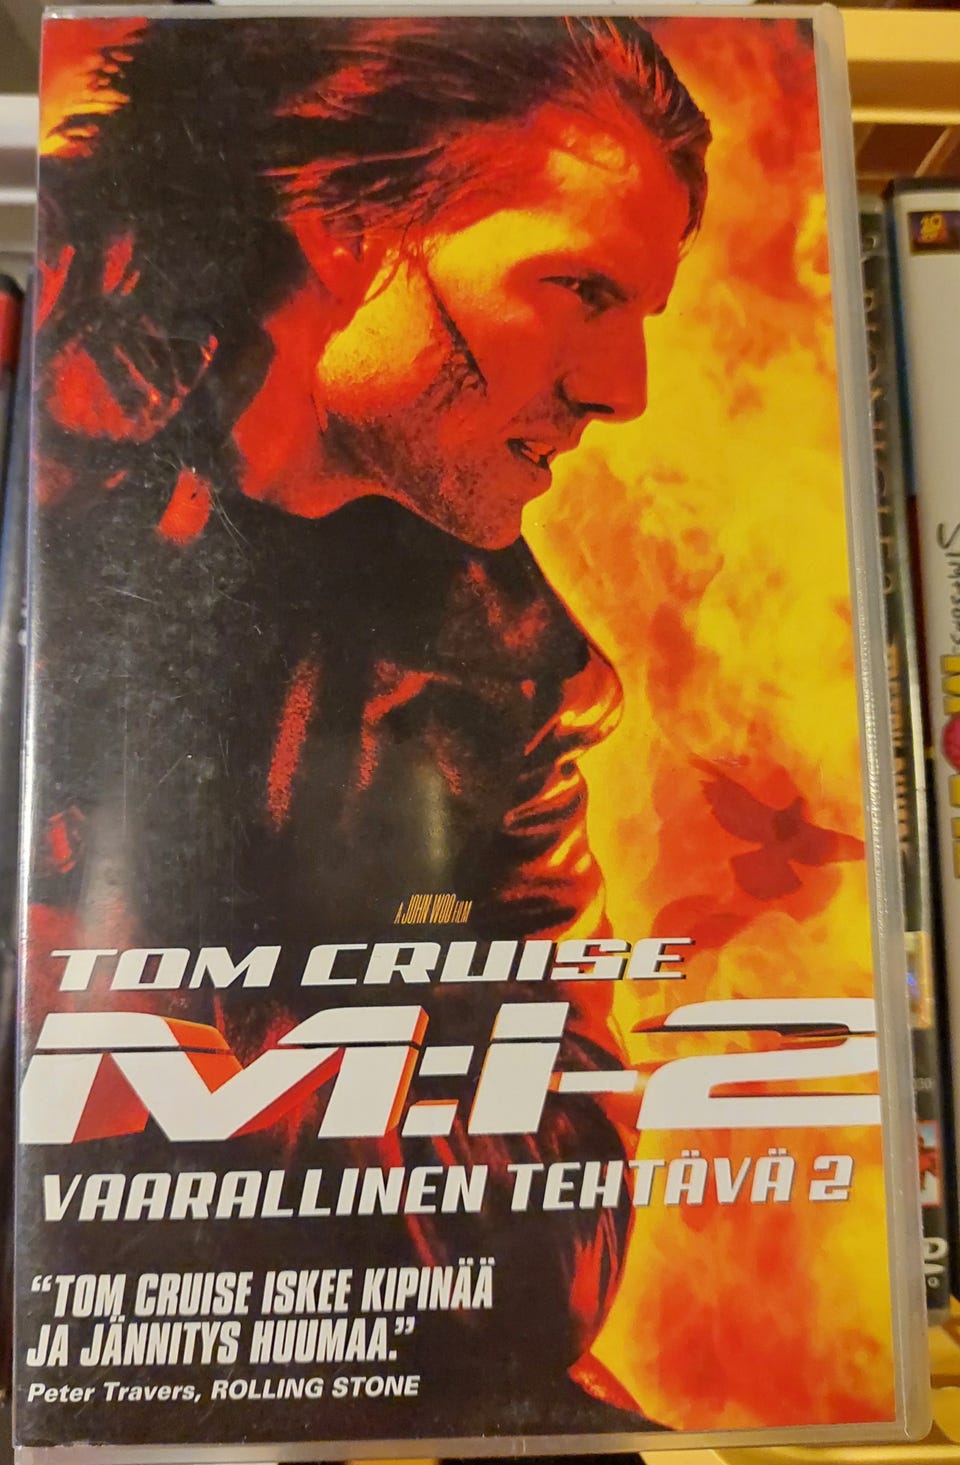 A JOHN WOO FILM
TOM CRUISE
M:I-2
VAARALLINEN TEHTÄVÄ 2
“TOM CRUISE ISKEE KIPINÄÄ
JA JÄNNITYS HUUMAA.”
Peter Travers, ROLLING STONE